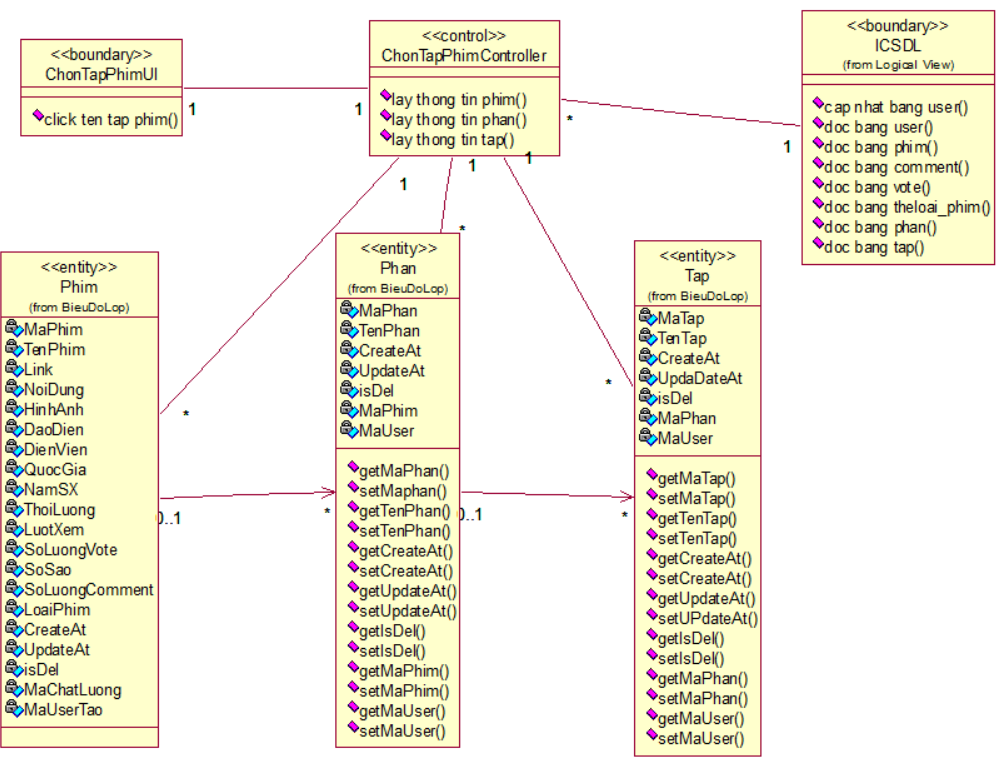 <<boundary>>
ChonTapPhimUI
click ten tap phim()
1
1
<<control>>
ChonTapPhimController
lay thong tin phim()
lay thong tin phan()
lay thong tin tap()
*
1
<<boundary>>
ICSDL
(from Logical View)
cap nhat bang user()
doc bang user()
doc bang phim()
doc bang comment()
doc bang vote()
doc bang theloai_phim()
doc bang phan()
doc bang tap()
1
1
1
*
*
*
<<entity>>
Phim
(from BieuDoLop)
MaPhim
TenPhim
Link
NoiDung
HinhAnh
DaoDien
DienVien
QuocGia
NamSX
ThoiLuong
LuotXem
SoLuongVote
SoSao
SoLuongComment
LoaiPhim
CreateAt
UpdateAt
isDel
MaChatLuong
MaUserTao
0..1
*
<<entity>>
Phan
(from BieuDoLop)
MaPhan
TenPhan
CreateAt
UpdateAt
isDel
MaPhim
MaUser
getMaPhan()
setMaphan()
getTenPhan()
setTenPhan()
getCreateAt()
setCreateAt()
getUpdateAt()
setUpdateAt()
getIsDel()
setIsDel()
getMaPhim()
setMaPhim()
getMaUser()
setMaUser()
0..1
*
<<entity>>
Tap
(from BieuDoLop)
MaTap
TenTap
CreateAt
UpdaDateAt
isDel
MaPhan
MaUser
getMaTap()
setMaTap()
getTenTap()
setTenTap()
getCreateAt()
setCreateAt()
getUpdateAt()
setUPdateAt()
getIsDel()
setIsDel()
getMaPhan()
setMaPhan()
getMaUser()
setMaUser()